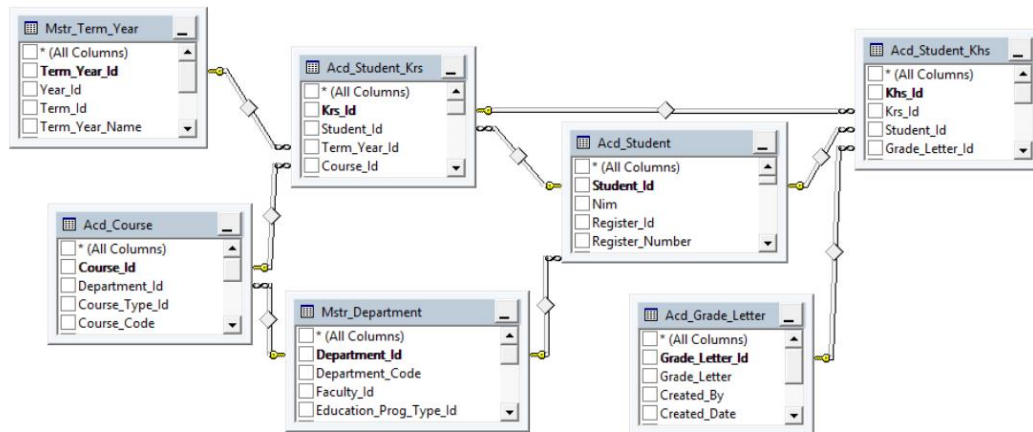 Mstr_Term_Year
* (All Columns)
Term_Year_Id
Year_Id
Term_Id
Term_Year_Name
Acd_Student_Krs
* (All Columns)
Krs_Id
Student_Id
Term_Year_Id
Course_Id
Acd_Student_Khs
* (All Columns)
Khs_Id
Krs_Id
Student_Id
Grade_Letter_Id
Acd_Student
* (All Columns)
Student_Id
Nim
Register_Id
Register_Number
Acd_Course
* (All Columns)
Course_Id
Department_Id
Course_Type_Id
Course_Code
Mstr_Department
* (All Columns)
Department_Id
Department_Code
Faculty_Id
Education_Prog_Type_Id
Acd_Grade_Letter
* (All Columns)
Grade_Letter_Id
Grade_Letter
Created_By
Created_Date